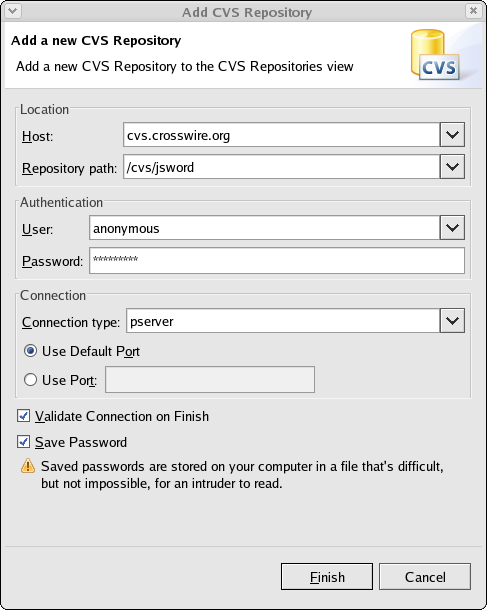 Add CVS Repository
Add a new CVS Repository
Add a new CVS Repository to the CVS Repositories view
CVS
Location
Host: cvs.crosswire.org
Repository path: /cvs/jsword
Authentication
User: anonymous
Password: *********
Connection
Connection type: pserver
Use Default Port
Use Port:
Validate Connection on Finish
Save Password
Saved passwords are stored on your computer in a file that's difficult,
but not impossible, for an intruder to read.
Finish Cancel